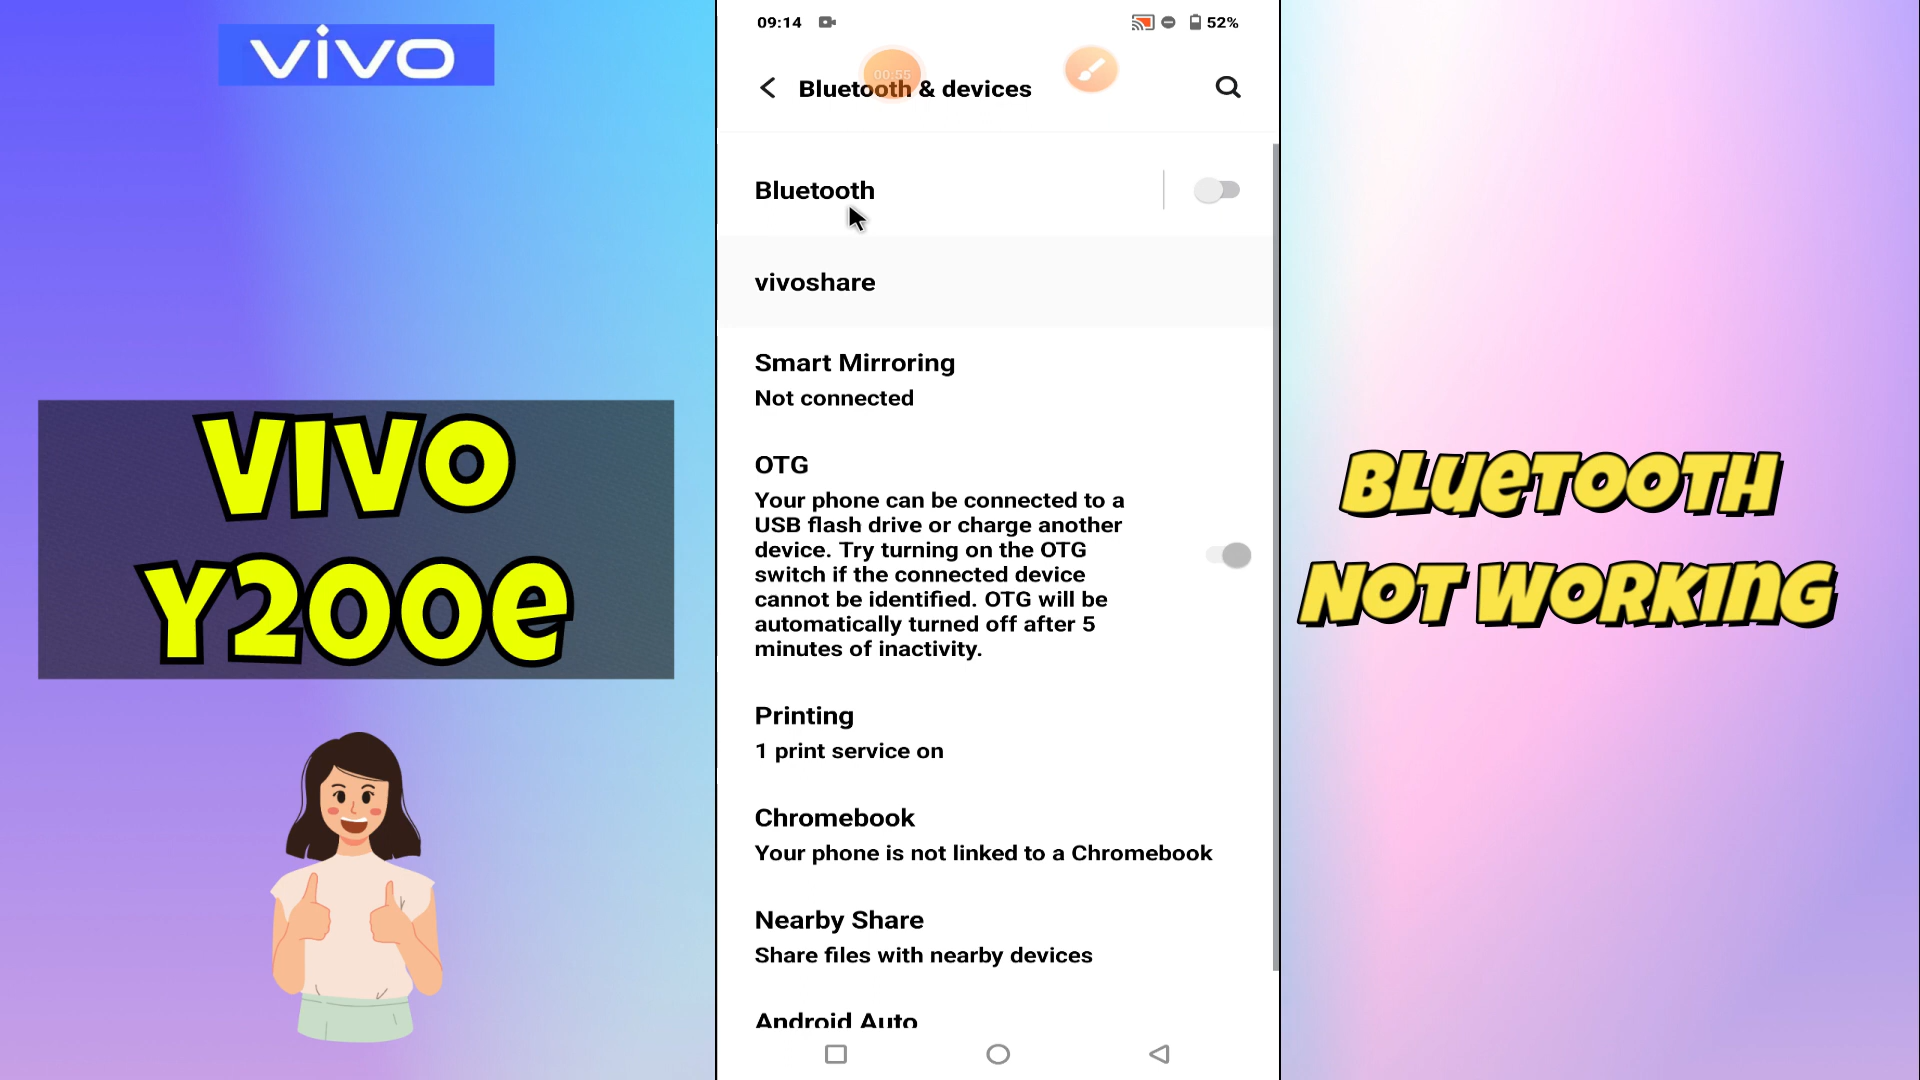 vivo
VIVO
Y200e
09:14
52%
00:55
Bluetooth & devices
Bluetooth
vivoshare
Smart Mirroring
Not connected
OTG
Your phone can be connected to a
USB flash drive or charge another
device. Try turning on the OTG
switch if the connected device
cannot be identified. OTG will be
automatically turned off after 5
minutes of inactivity.
Printing
1 print service on
Chromebook
Your phone is not linked to a Chromebook
Nearby Share
Share files with nearby devices
Android Auto
BLUETOOTH
NOT WORKING